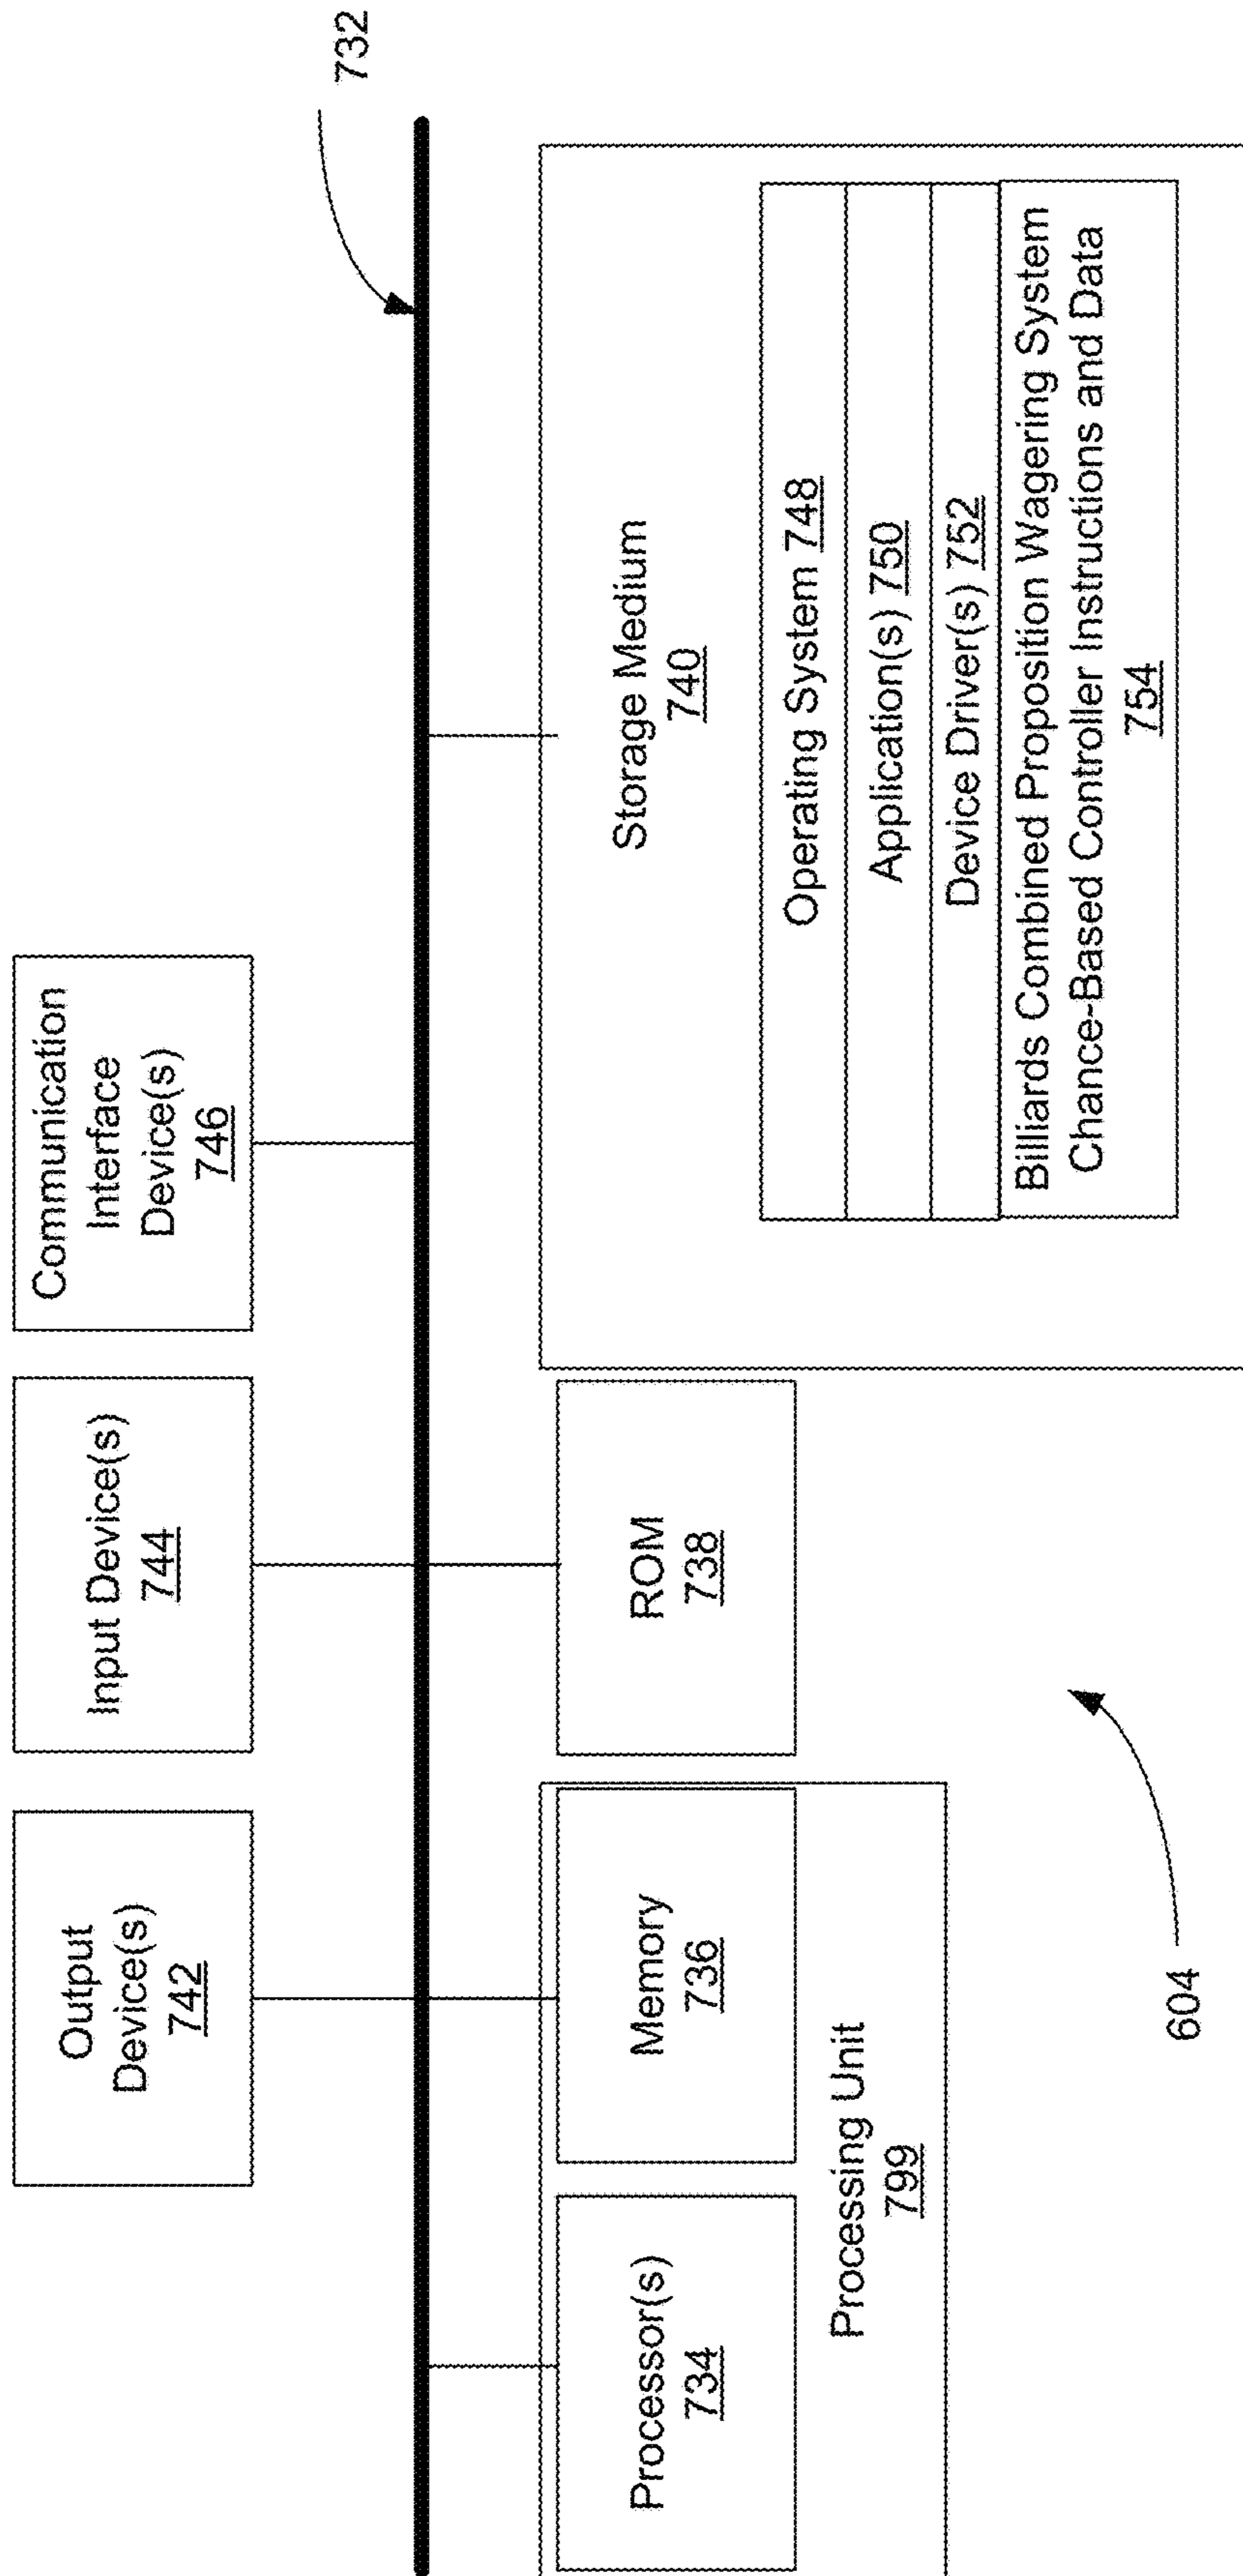 732
Output
Device(s)
742
Input Device(s)
744
Communication
Interface
Device(s)
746
Processor(s)
734
Memory
736
Processing Unit
799
ROM
738
Storage Medium
740
Operating System 748
Application(s) 750
Device Driver(s) 752
Billiards Combined Proposition Wagering System
Chance-Based Controller Instructions and Data
754
604